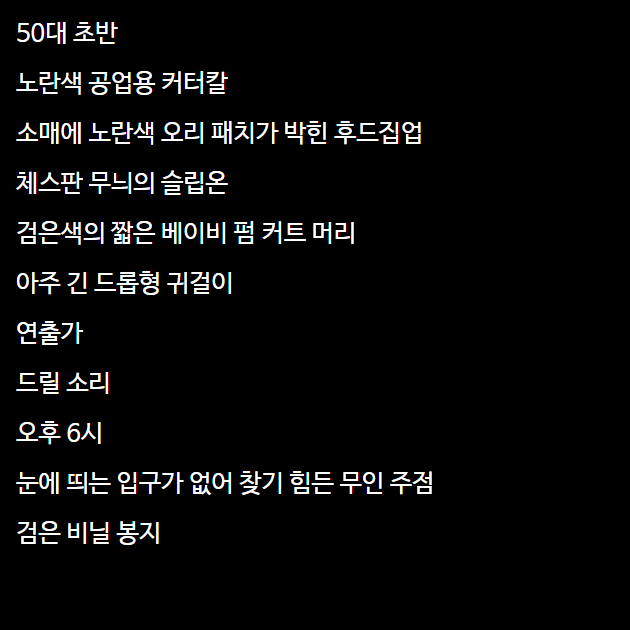 50대 초반
노란색 공업용 커터칼
소매에 노란색 오리 패치가 박힌 후드집업
체스판 무늬의 슬립온
검은색의 짧은 베이비 펌 커트 머리
아주 긴 드롭형 귀걸이
연출가
드릴 소리
오후 6시
눈에 띄는 입구가 없어 찾기 힘든 무인 주점
검은 비닐 봉지